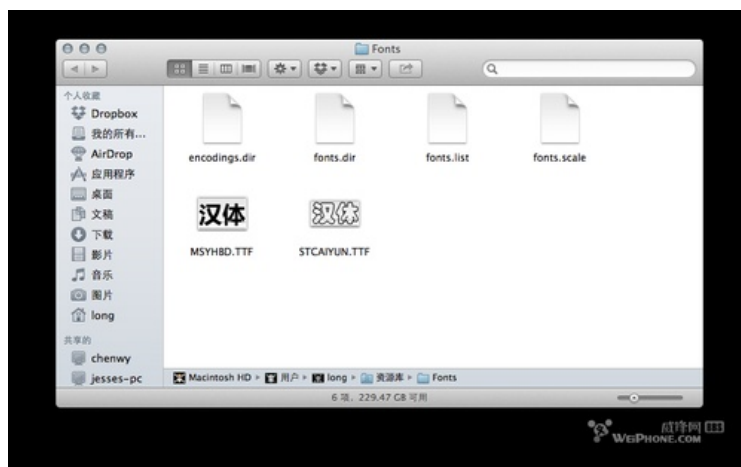 Fonts
个人收藏
Dropbox
我的所有...
AirDrop
应用程序
桌面
文稿
下载
影片
音乐
图片
long
共享的
chenwy
jesses-pc
encodings.dir
fonts.dir
fonts.list
fonts.scale
汉体
汉体
MSYHBD.TTF
STCAIYUN.TTF
Macintosh HD ▸ 用户 ▸ long ▸ 资源库 ▸ Fonts
6 项，229.47 GB 可用
威锋网
WEIPHONE.COM